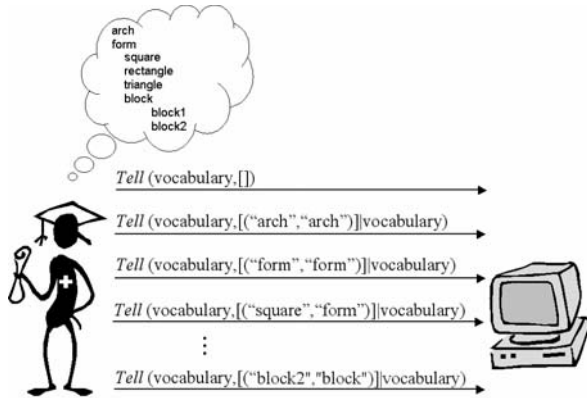 arch
form
square
rectangle
triangle
block
block1
block2
Tell (vocabulary,[])
Tell (vocabulary,[(“arch”,“arch”)]|vocabulary)
Tell (vocabulary,[(“form”,“form”)]|vocabulary)
Tell (vocabulary,[(“square”,“form”)]|vocabulary)
⋮
Tell (vocabulary,[(“block2","block")]|vocabulary)